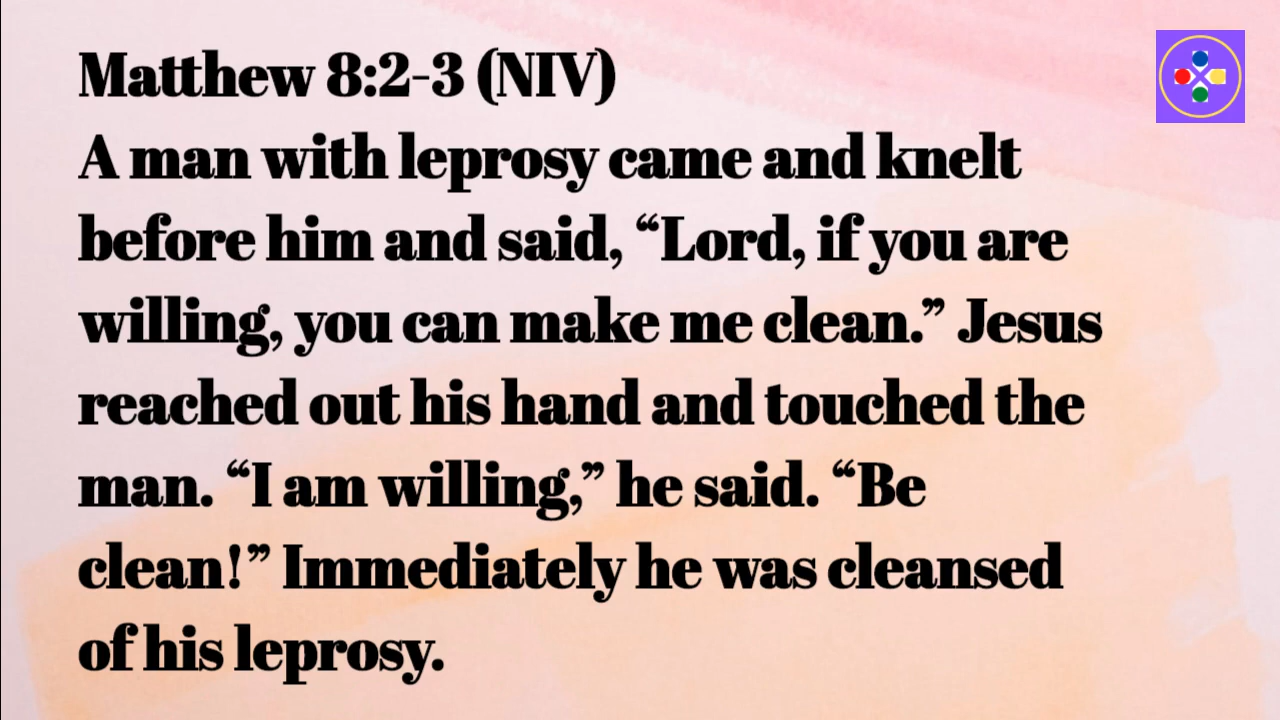 Matthew 8:2-3 (NIV)
A man with leprosy came and knelt
before him and said, “Lord, if you are
willing, you can make me clean.” Jesus
reached out his hand and touched the
man. “I am willing,” he said. “Be
clean!” Immediately he was cleansed
of his leprosy.